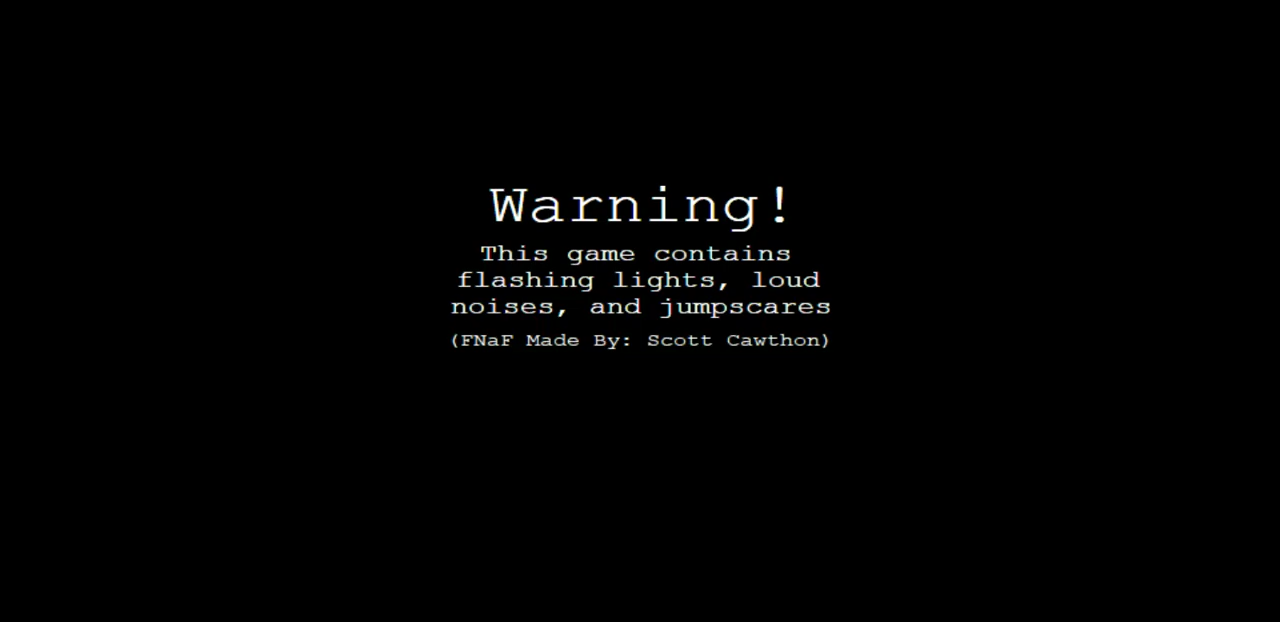 Warning!
This game contains
flashing lights, loud
noises, and jumpscares
(FNaF Made By: Scott Cawthon)